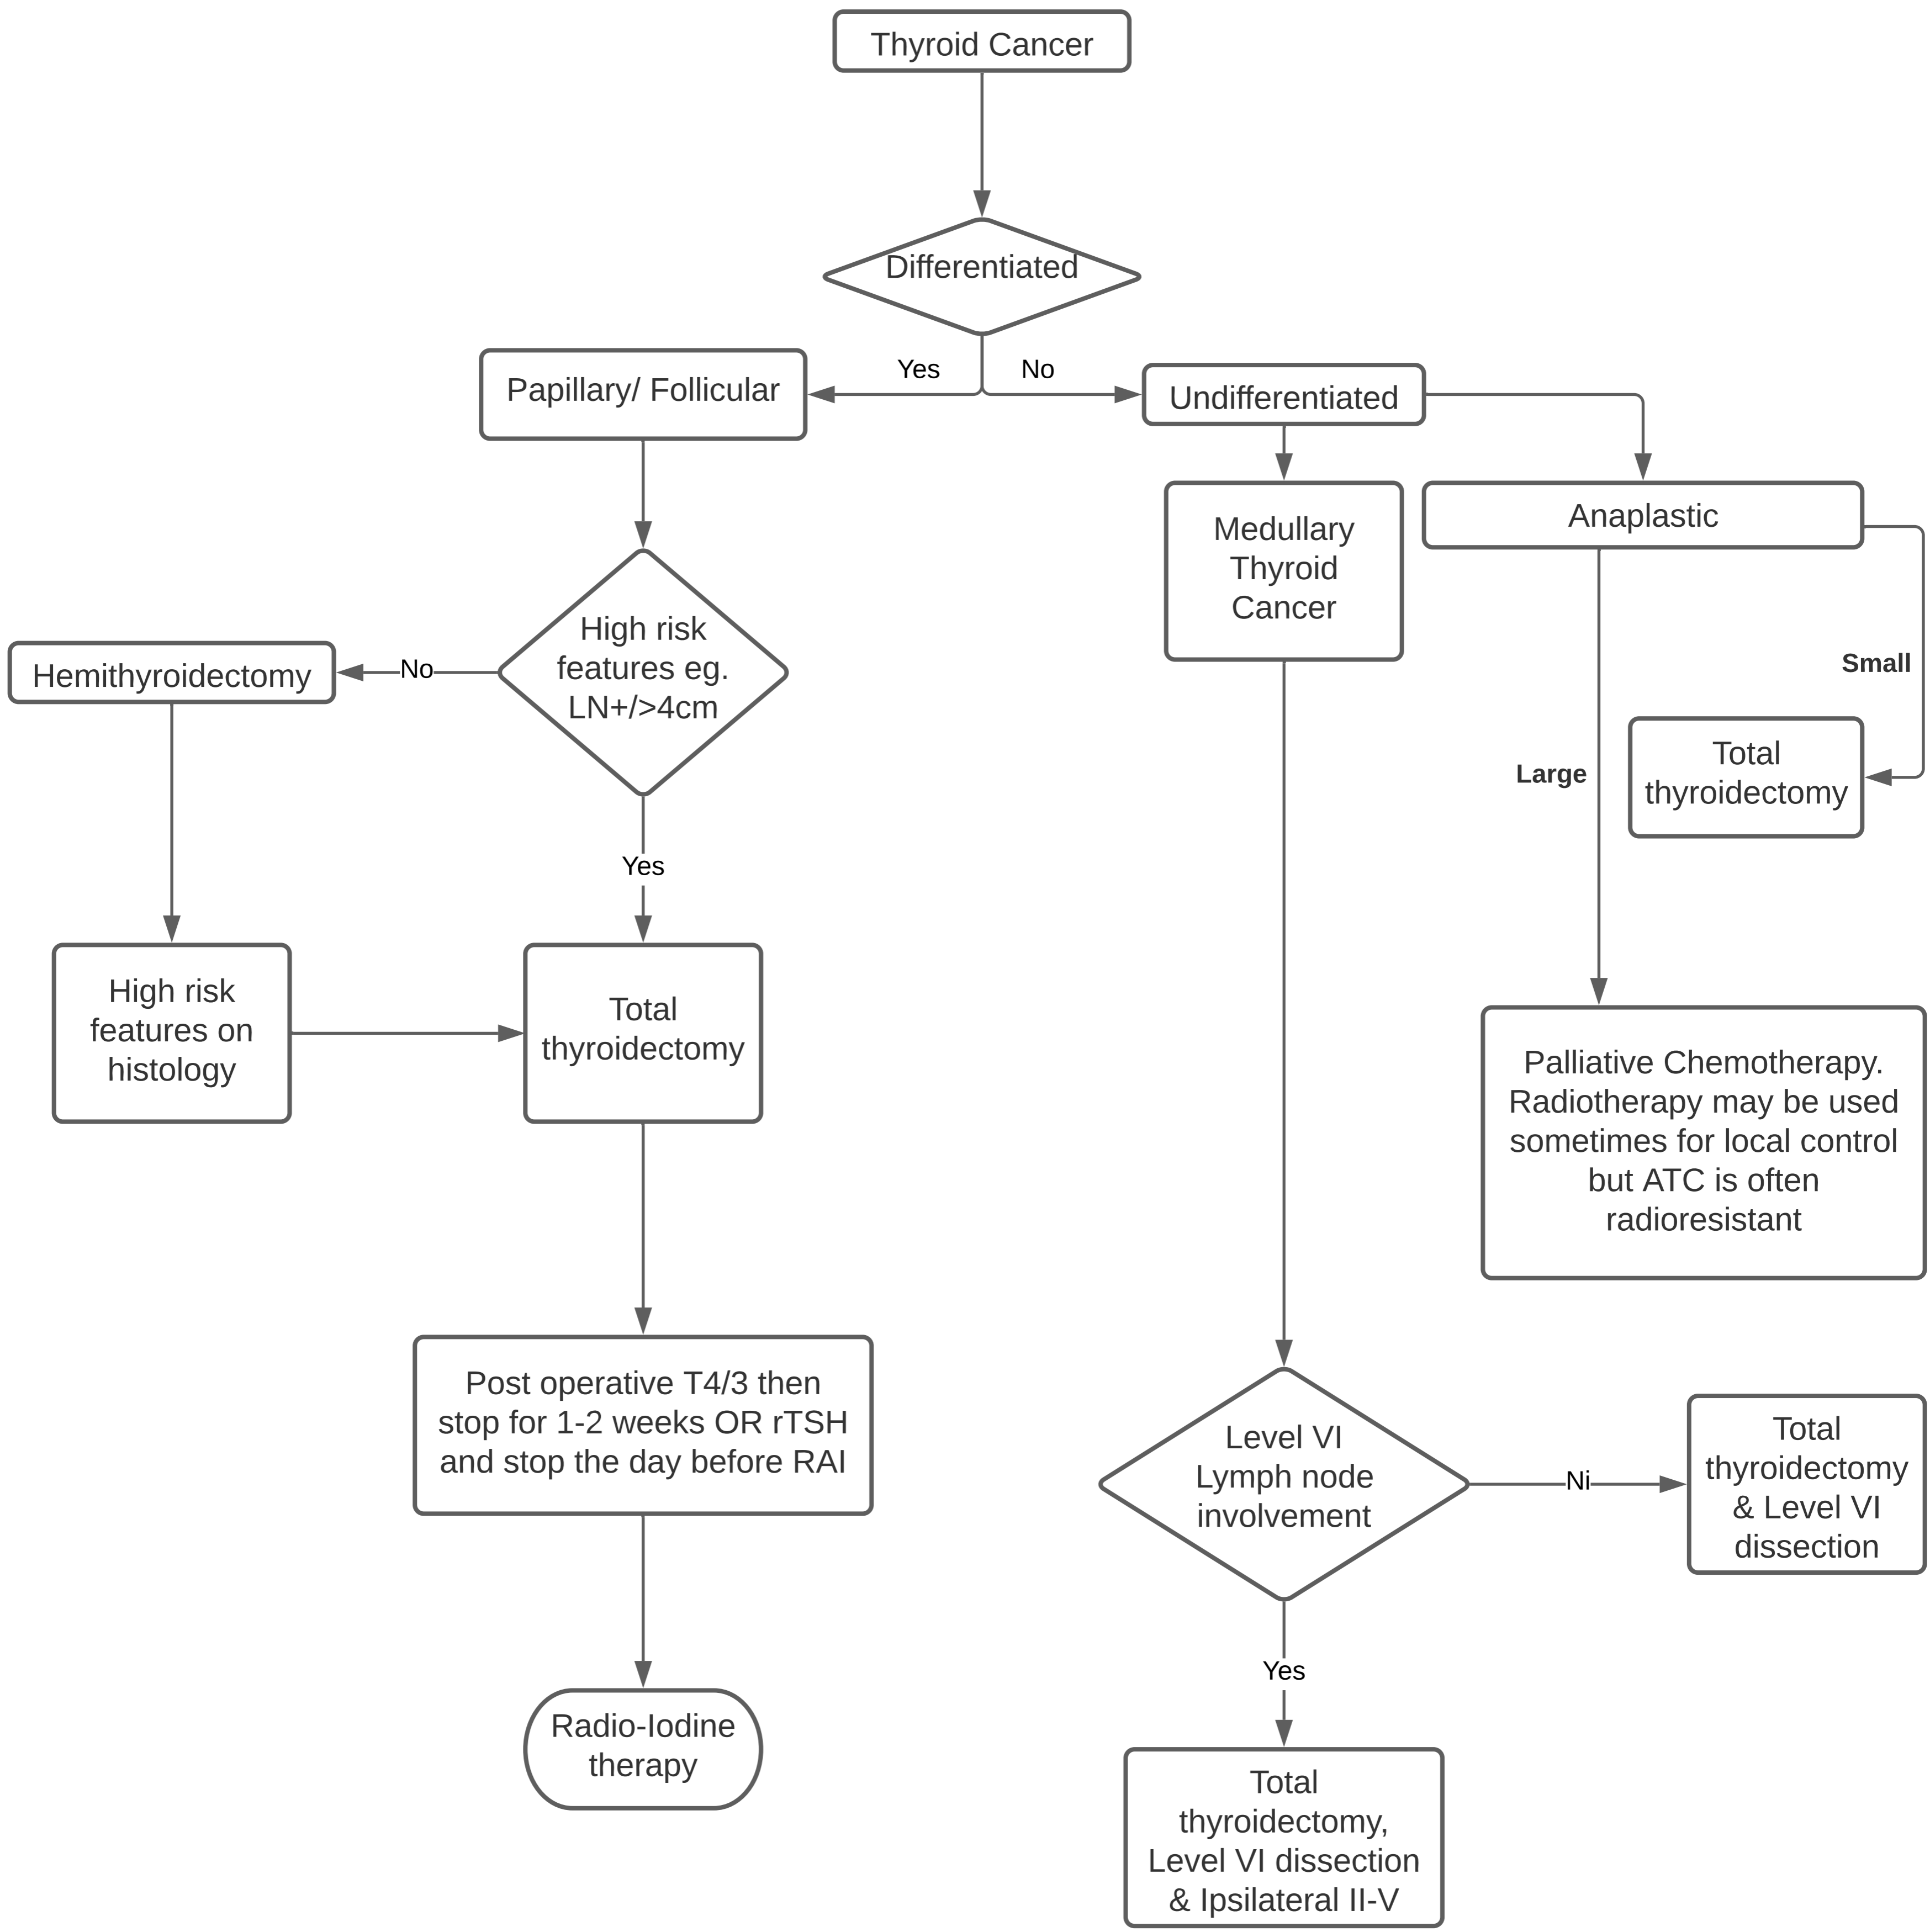 Thyroid Cancer
Differentiated
Yes
No
Papillary/ Follicular
Undifferentiated
Medullary
Thyroid
Cancer
Anaplastic
High risk
features eg.
LN+/>4cm
No
Hemithyroidectomy
Small
Total
thyroidectomy
Large
Yes
High risk
features on
histology
Total
thyroidectomy
Palliative Chemotherapy.
Radiotherapy may be used
sometimes for local control
but ATC is often
radioresistant
Post operative T4/3 then
stop for 1-2 weeks OR rTSH
and stop the day before RAI
Level VI
Lymph node
involvement
Ni
Total
thyroidectomy
& Level VI
dissection
Yes
Radio-Iodine
therapy
Total
thyroidectomy,
Level VI dissection
& Ipsilateral II-V